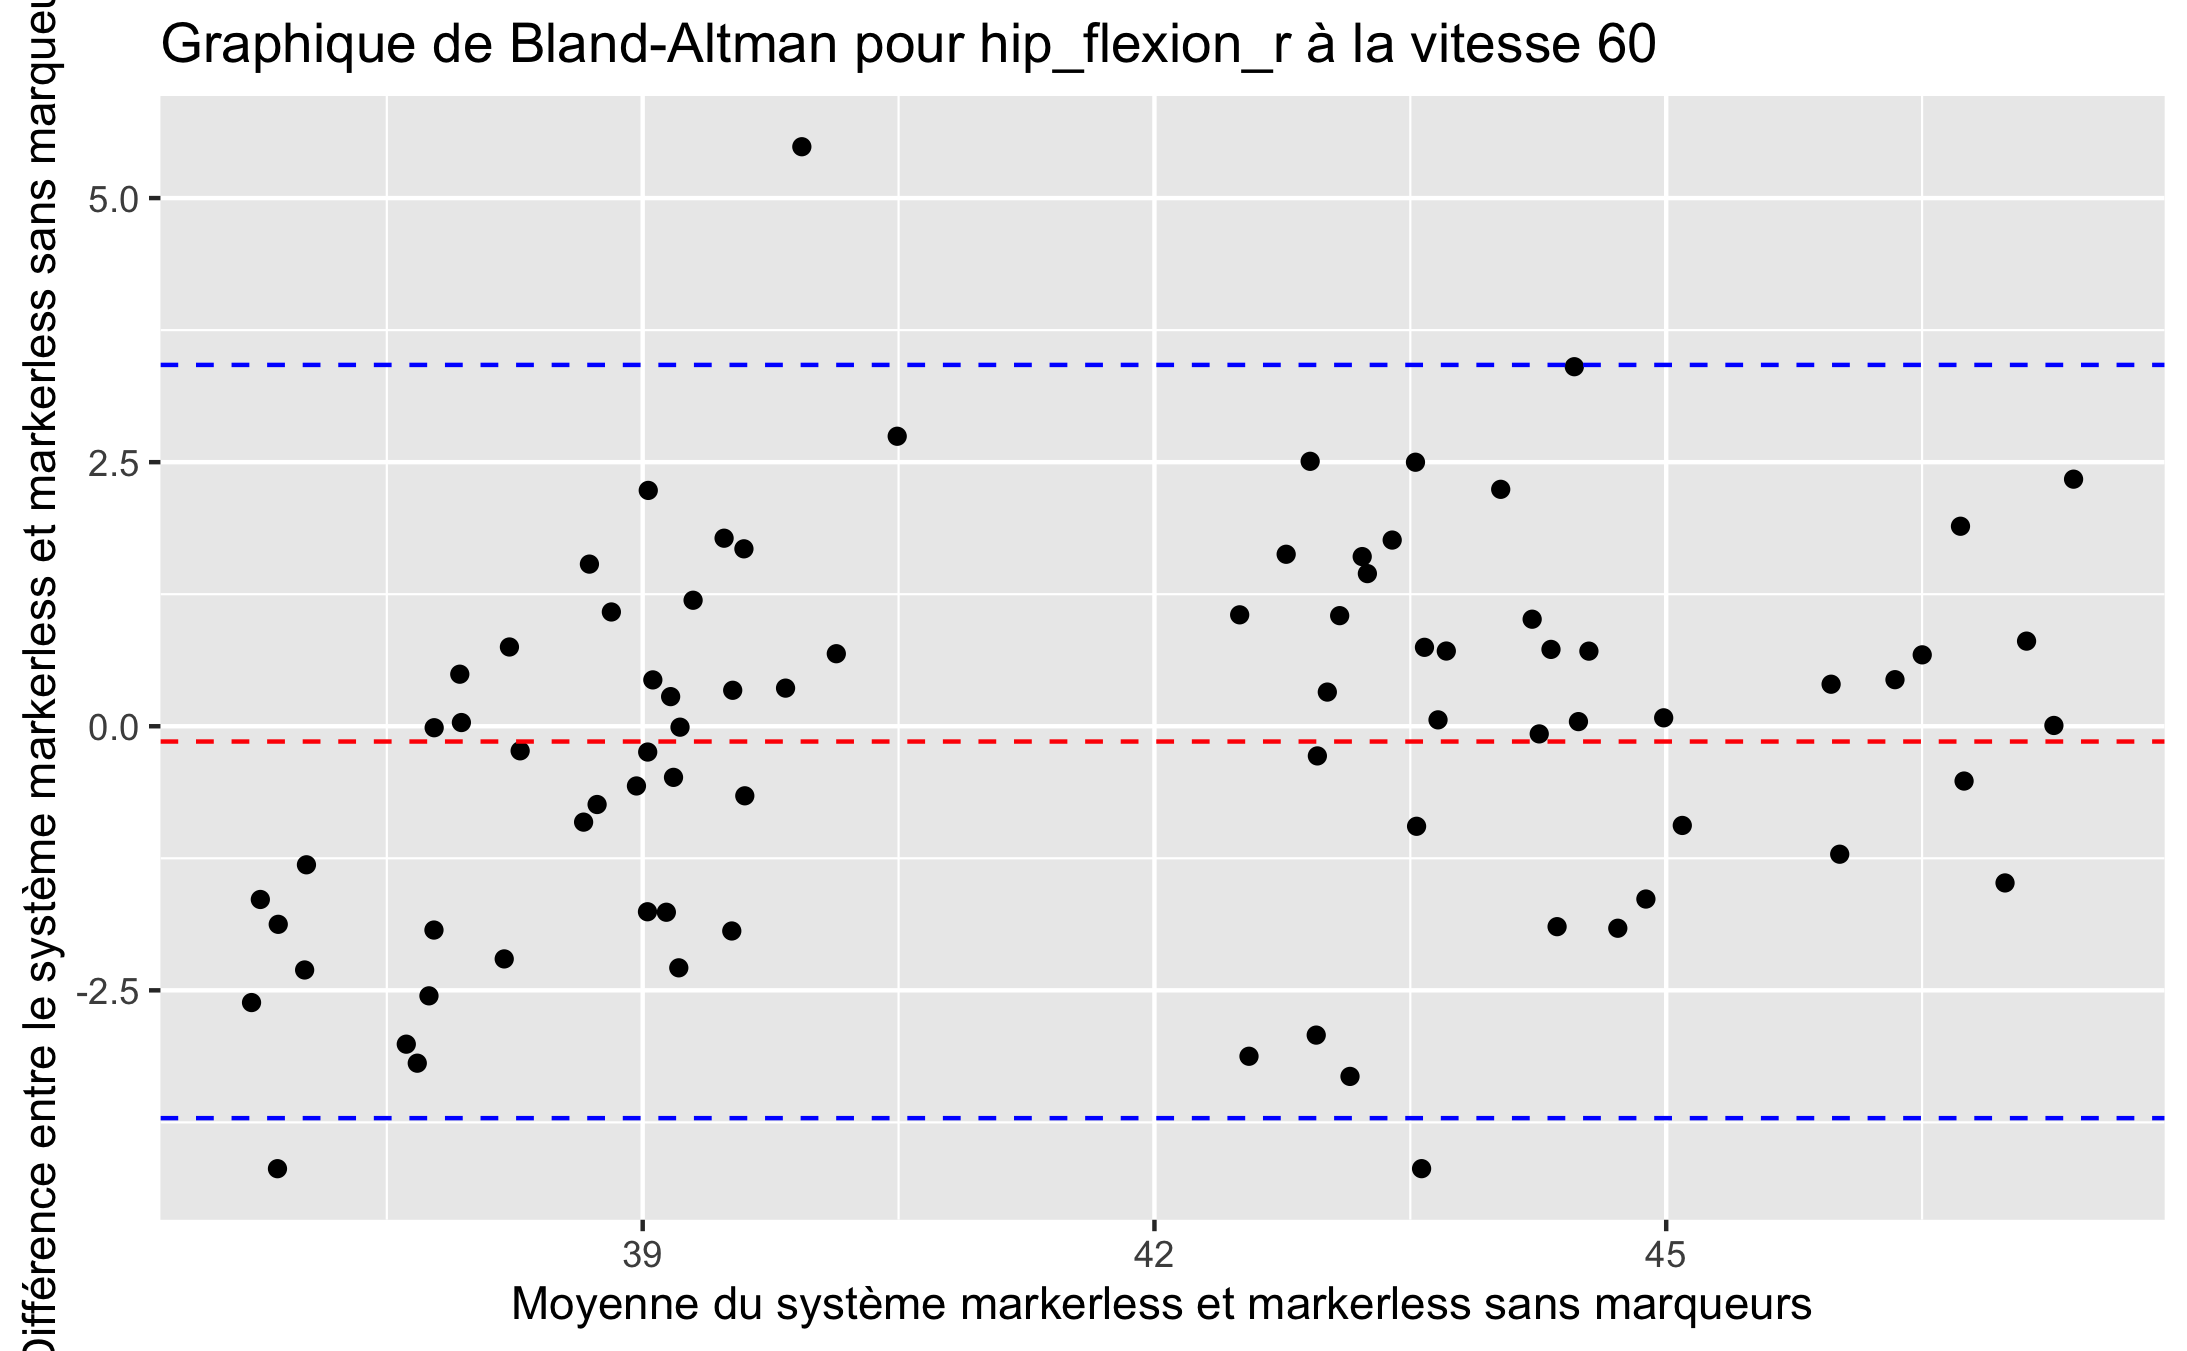 Graphique de Bland-Altman pour hip_flexion_r à la vitesse 60
Différence entre le système markerless et markerless sans
5.0
2.5
0.0
-2.5
39
42
45
Moyenne du système markerless et markerless sans marqueurs